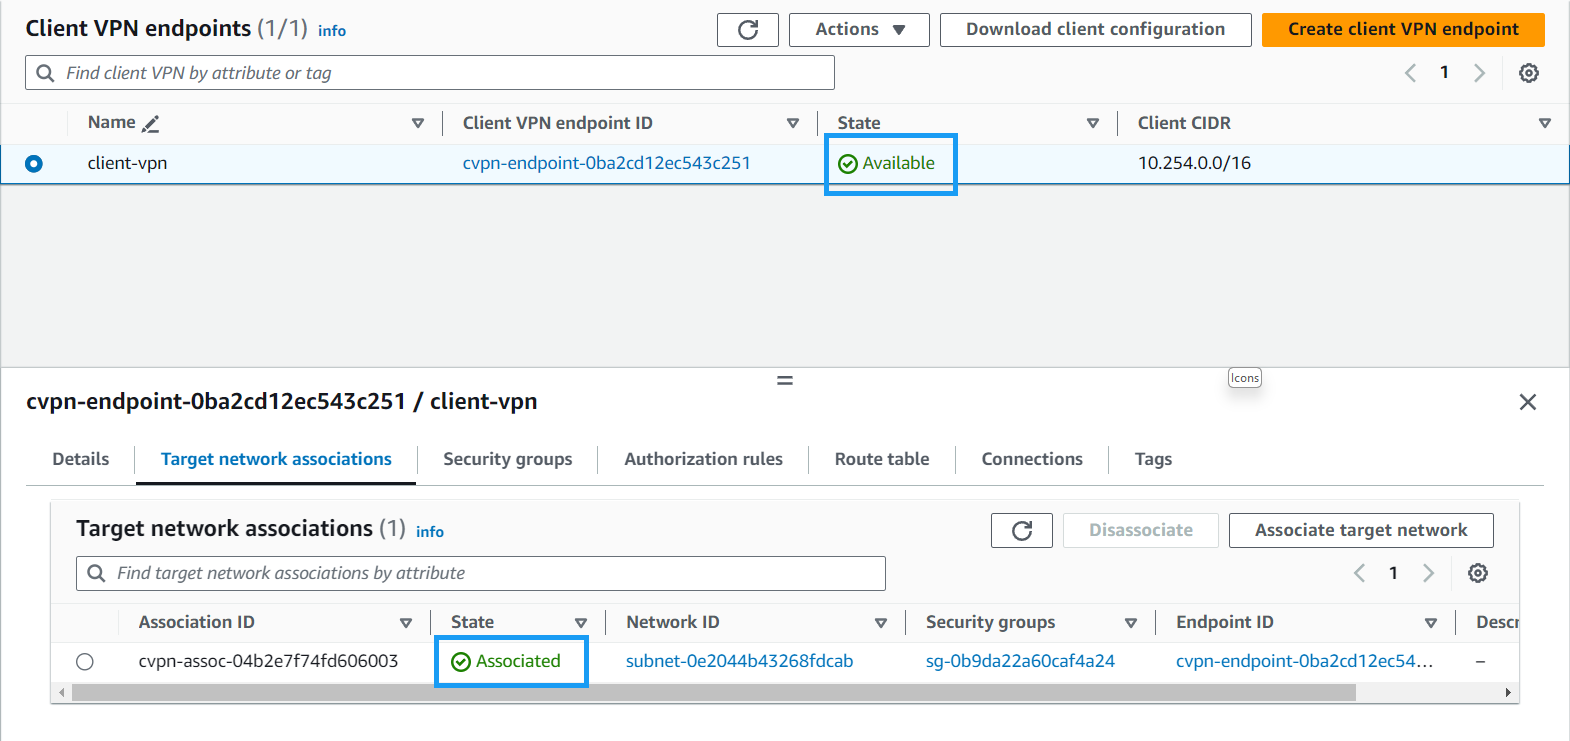 Client VPN endpoints (1/1) info
Actions Download client configuration Create client VPN endpoint
Find client VPN by attribute or tag
1
Name Client VPN endpoint ID State Client CIDR
client-vpn cvpn-endpoint-0ba2cd12ec543c251 Available 10.254.0.0/16
Icons
cvpn-endpoint-0ba2cd12ec543c251 / client-vpn
Details Target network associations Security groups Authorization rules Route table Connections Tags
Target network associations (1) info
Disassociate Associate target network
Find target network associations by attribute
1
Association ID State Network ID Security groups Endpoint ID Descr
cvpn-assoc-04b2e7f74fd606003 Associated subnet-0e2044b43268fdcab sg-0b9da22a60caf4a24 cvpn-endpoint-0ba2cd12ec54... –